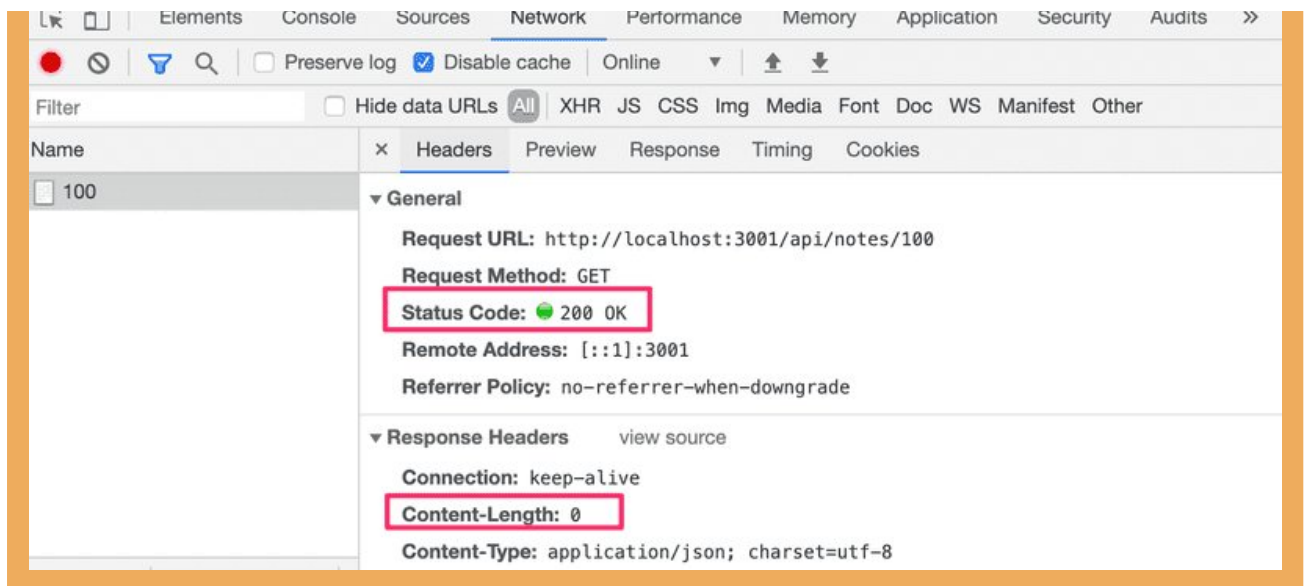 Elements Console Sources Network Performance Memory Application Security Audits »
Preserve log Disable cache Online
Filter Hide data URLs All XHR JS CSS Img Media Font Doc WS Manifest Other
Name × Headers Preview Response Timing Cookies
100
General
Request URL: http://localhost:3001/api/notes/100
Request Method: GET
Status Code: 200 OK
Remote Address: [::1]:3001
Referrer Policy: no-referrer-when-downgrade
Response Headers view source
Connection: keep-alive
Content-Length: 0
Content-Type: application/json; charset=utf-8